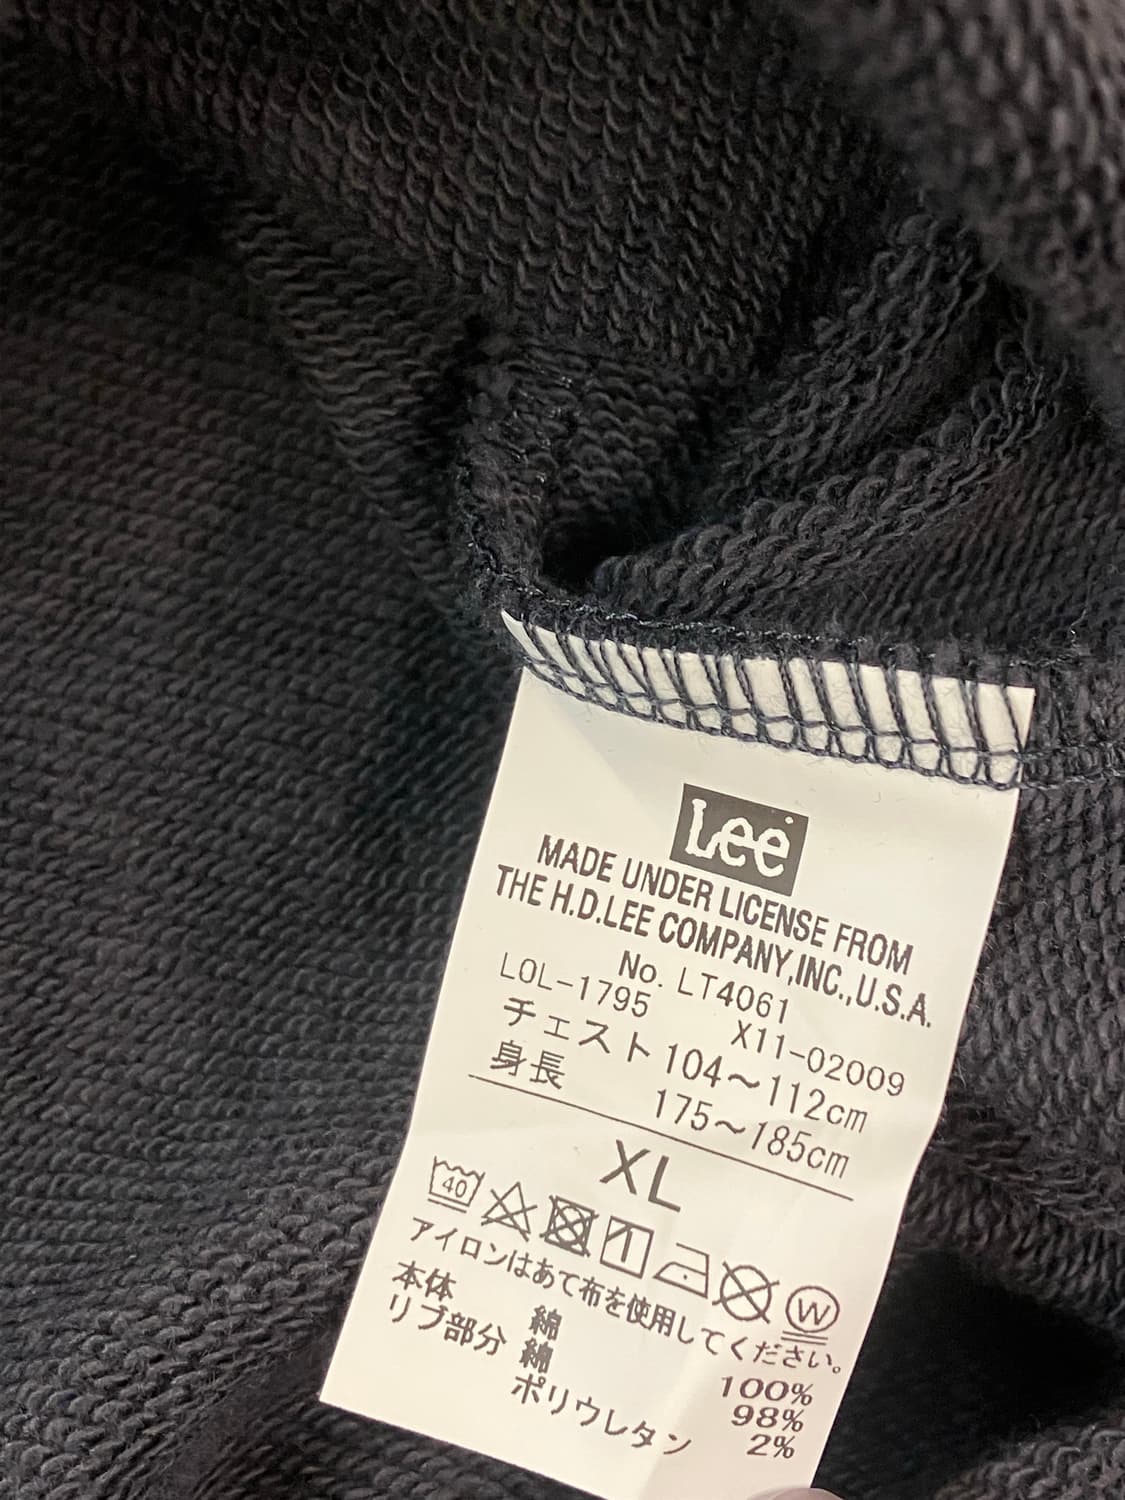 Lee
MADE UNDER LICENSE FROM
THE H.D.LEE COMPANY,INC.,U.S.A.
No. LT4061
LOL-1795 X11-02009
チェスト 104〜112cm
身長 175〜185cm
XL
40 W
アイロンはあて布を使用してください。
本体 綿 100%
リブ部分 綿 98%
ポリウレタン 2%